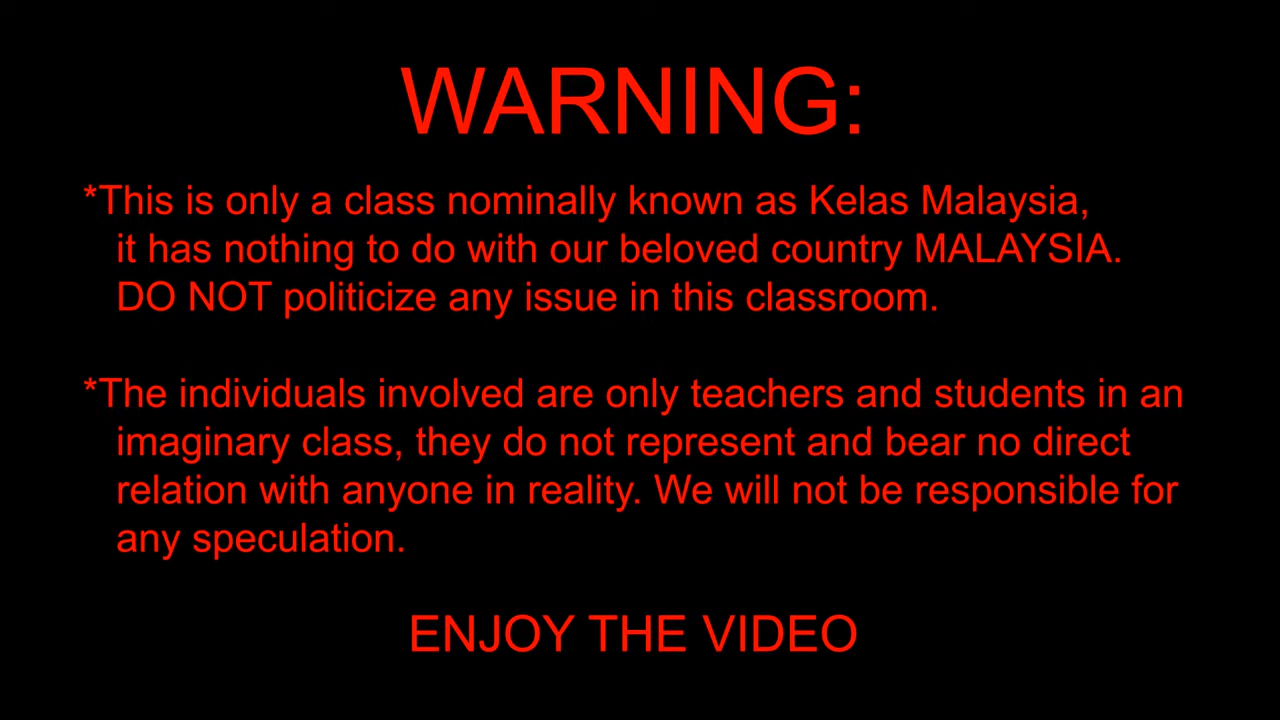 WARNING:
*This is only a class nominally known as Kelas Malaysia,
it has nothing to do with our beloved country MALAYSIA.
DO NOT politicize any issue in this classroom.
*The individuals involved are only teachers and students in an
imaginary class, they do not represent and bear no direct
relation with anyone in reality. We will not be responsible for
any speculation.
ENJOY THE VIDEO